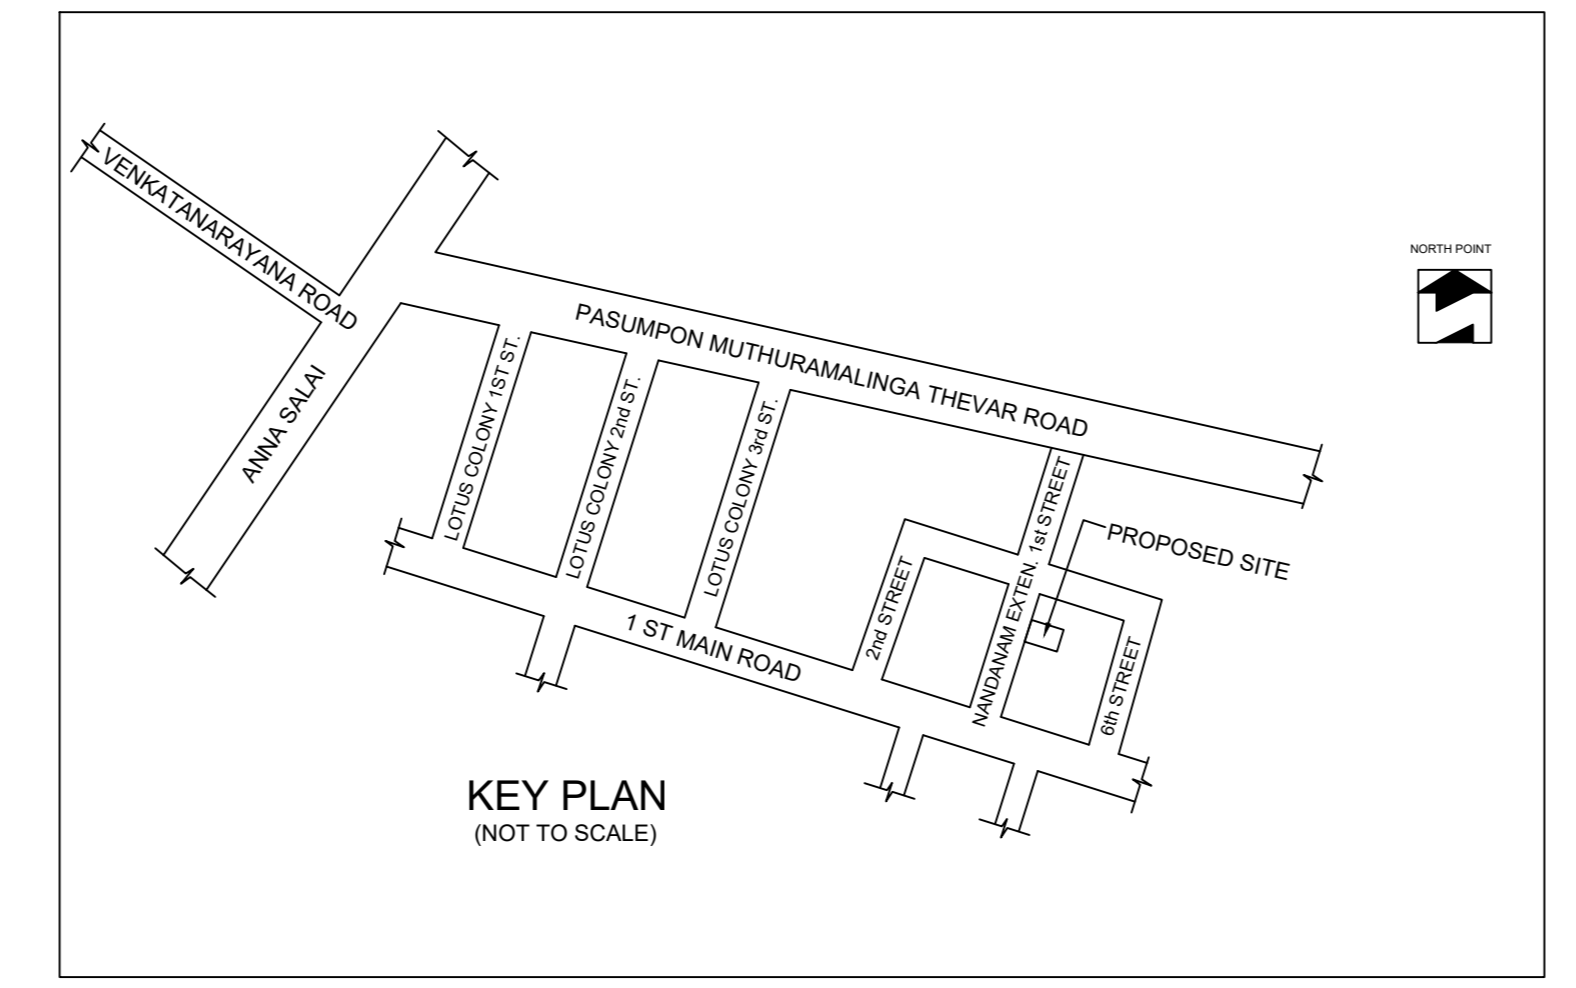 VENKATANARAYANA ROAD
ANNA SALAI
PASUMPON MUTHURAMALINGA THEVAR ROAD
NORTH POINT
LOTUS COLONY 1ST ST.
LOTUS COLONY 2nd ST.
LOTUS COLONY 3rd ST.
NANDANAM EXTEN. 1st STREET
PROPOSED SITE
2nd STREET
6th STREET
1 ST MAIN ROAD
KEY PLAN
(NOT TO SCALE)